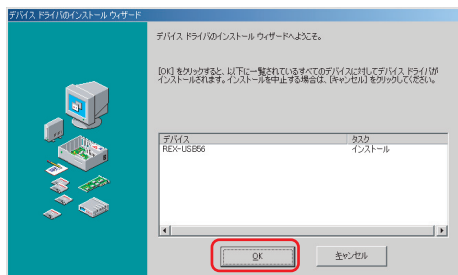 デバイス ドライバのインストール ウィザード
デバイス ドライバのインストール ウィザードへようこそ。
[OK] をクリックすると、以下に一覧されているすべてのデバイスに対してデバイス ドライバが
インストールされます。インストールを中止する場合は、[キャンセル] をクリックしてください。
デバイス タスク
REX-USB56 インストール
OK キャンセル